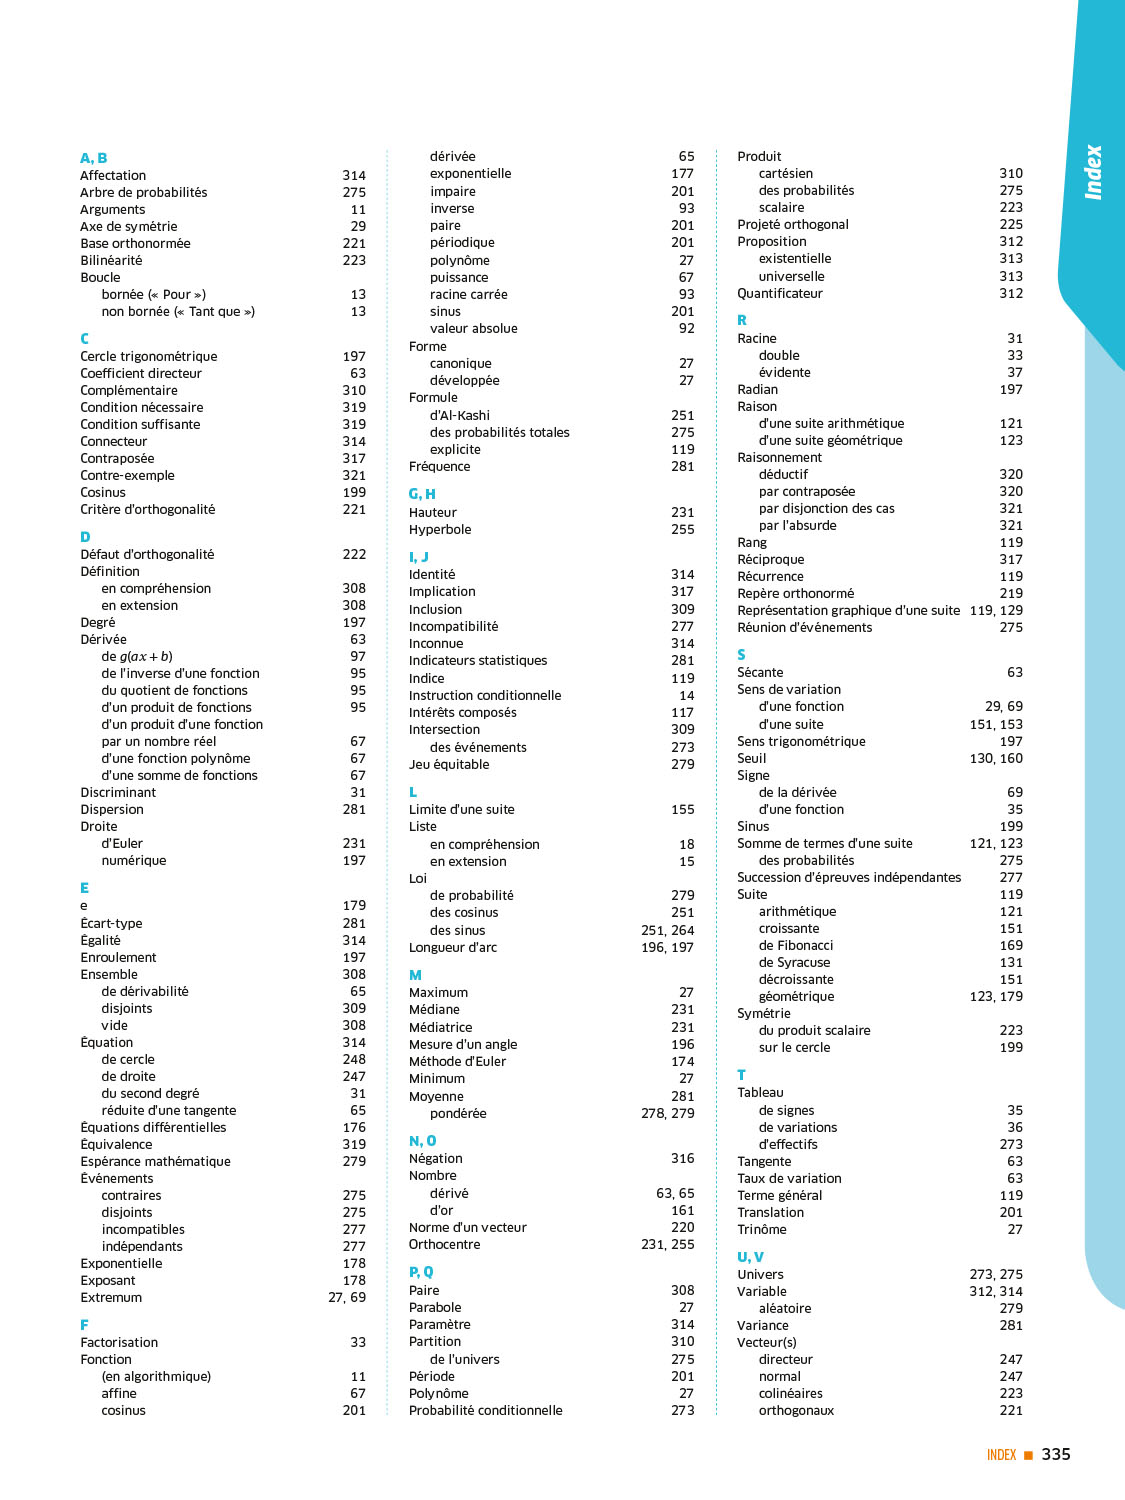 Index
A, B
Affectation 314
Arbre de probabilités 275
Arguments 11
Axe de symétrie 29
Base orthonormée 221
Bilinéarité 223
Boucle
bornée (« Pour ») 13
non bornée (« Tant que ») 13
C
Cercle trigonométrique 197
Coefficient directeur 63
Complémentaire 310
Condition nécessaire 319
Condition suffisante 319
Connecteur 314
Contraposée 317
Contre-exemple 321
Cosinus 199
Critère d'orthogonalité 221
D
Défaut d'orthogonalité 222
Définition
en compréhension 308
en extension 308
Degré 197
Dérivée 63
de g(ax + b) 97
de l'inverse d'une fonction 95
du quotient de fonctions 95
d'un produit de fonctions 95
d'un produit d'une fonction
par un nombre réel 67
d'une fonction polynôme 67
d'une somme de fonctions 67
Discriminant 31
Dispersion 281
Droite
d'Euler 231
numérique 197
E
e 179
Écart-type 281
Égalité 314
Enroulement 197
Ensemble 308
de dérivabilité 65
disjoints 309
vide 308
Équation 314
de cercle 248
de droite 247
du second degré 31
réduite d'une tangente 65
Équations différentielles 176
Équivalence 319
Espérance mathématique 279
Événements
contraires 275
disjoints 275
incompatibles 277
indépendants 277
Exponentielle 178
Exposant 178
Extremum 27, 69
F
Factorisation 33
Fonction
(en algorithmique) 11
affine 67
cosinus 201
dérivée 65
exponentielle 177
impaire 201
inverse 93
paire 201
périodique 201
polynôme 27
puissance 67
racine carrée 93
sinus 201
valeur absolue 92
Forme
canonique 27
développée 27
Formule
d'Al-Kashi 251
des probabilités totales 275
explicite 119
Fréquence 281
G, H
Hauteur 231
Hyperbole 255
I, J
Identité 314
Implication 317
Inclusion 309
Incompatibilité 277
Inconnue 314
Indicateurs statistiques 281
Indice 119
Instruction conditionnelle 14
Intérêts composés 117
Intersection 309
des événements 273
Jeu équitable 279
L
Limite d'une suite 155
Liste
en compréhension 18
en extension 15
Loi
de probabilité 279
des cosinus 251
des sinus 251, 264
Longueur d'arc 196, 197
M
Maximum 27
Médiane 231
Médiatrice 231
Mesure d'un angle 196
Méthode d'Euler 174
Minimum 27
Moyenne 281
pondérée 278, 279
N, O
Négation 316
Nombre
dérivé 63, 65
d'or 161
Norme d'un vecteur 220
Orthocentre 231, 255
P, Q
Paire 308
Parabole 27
Paramètre 314
Partition 310
de l'univers 275
Période 201
Polynôme 27
Probabilité conditionnelle 273
Produit
cartésien 310
des probabilités 275
scalaire 223
Projeté orthogonal 225
Proposition 312
existentielle 313
universelle 313
Quantificateur 312
R
Racine 31
double 33
évidente 37
Radian 197
Raison
d'une suite arithmétique 121
d'une suite géométrique 123
Raisonnement
déductif 320
par contraposée 320
par disjonction des cas 321
par l'absurde 321
Rang 119
Réciproque 317
Récurrence 119
Repère orthonormé 219
Représentation graphique d'une suite 119, 129
Réunion d'événements 275
S
Sécante 63
Sens de variation
d'une fonction 29, 69
d'une suite 151, 153
Sens trigonométrique 197
Seuil 130, 160
Signe
de la dérivée 69
d'une fonction 35
Sinus 199
Somme de termes d'une suite 121, 123
des probabilités 275
Succession d'épreuves indépendantes 277
Suite 119
arithmétique 121
croissante 151
de Fibonacci 169
de Syracuse 131
décroissante 151
géométrique 123, 179
Symétrie
du produit scalaire 223
sur le cercle 199
T
Tableau
de signes 35
de variations 36
d'effectifs 273
Tangente 63
Taux de variation 63
Terme général 119
Translation 201
Trinôme 27
U, V
Univers 273, 275
Variable 312, 314
aléatoire 279
Variance 281
Vecteur(s)
directeur 247
normal 247
colinéaires 223
orthogonaux 221
INDEX ■ 335